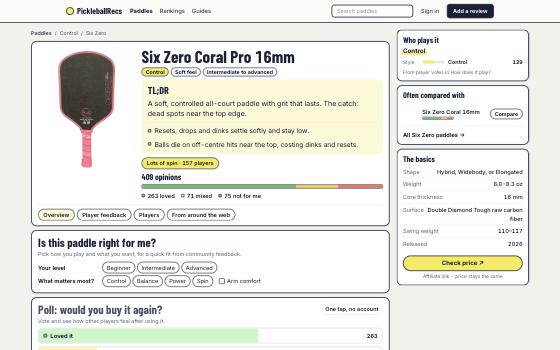 PickleballRecs
Paddles
Rankings
Guides
Search paddles
Sign in
Add a review
Paddles / Control / Six Zero
Six Zero Coral Pro 16mm
Control
Soft feel
Intermediate to advanced
TL;DR
A soft, controlled all-court paddle with grit that lasts. The catch:
dead spots near the top edge.
Resets, drops and dinks settle softly and stay low.
Balls die on off-centre hits near the top, costing dinks and resets.
Lots of spin · 157 players
409 opinions
263 loved
71 mixed
75 not for me
Overview
Player feedback
Players
From around the web
Is this paddle right for me?
Pick how you play and what you want, for a quick fit from community feedback.
Your level
Beginner
Intermediate
Advanced
What matters most?
Control
Balance
Power
Spin
Arm comfort
Poll: would you buy it again?
One tap, no account
Vote and see how other players feel after using it.
Loved it
263
Who plays it
Control
Style
Control
129
From player votes in How does it play?
Often compared with
Six Zero Coral 16mm
Compare
All Six Zero paddles →
The basics
Shape
Hybrid, Widebody, or Elongated
Weight
8.0-8.3 oz
Core thickness
16 mm
Surface
Double Diamond Tough raw carbon
fiber
Swing weight
110-117
Released
2026
Check price ↗
Affiliate link - price stays the same